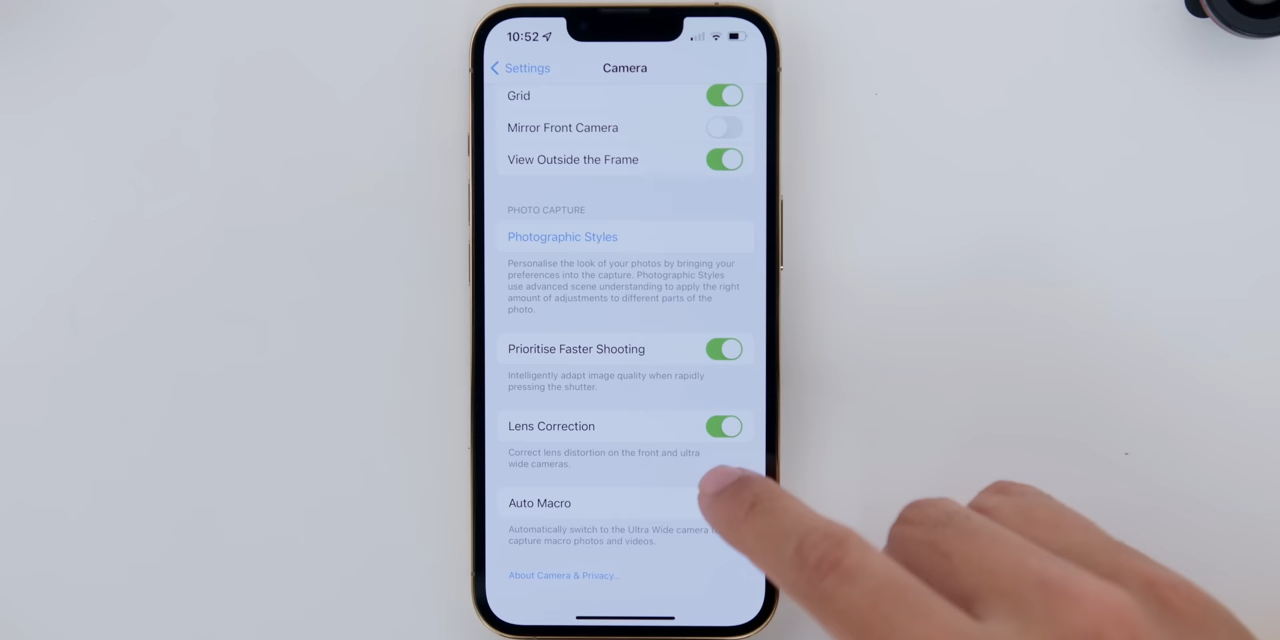 10:52
Settings
Camera
Grid
Mirror Front Camera
View Outside the Frame
PHOTO CAPTURE
Photographic Styles
Personalise the look of your photos by bringing your
preferences into the capture. Photographic Styles
use advanced scene understanding to apply the right
amount of adjustments to different parts of the
photo.
Prioritise Faster Shooting
Intelligently adapt image quality when rapidly
pressing the shutter.
Lens Correction
Correct lens distortion on the front and ultra
wide cameras.
Auto Macro
Automatically switch to the Ultra Wide camera
capture macro photos and videos.
About Camera & Privacy...